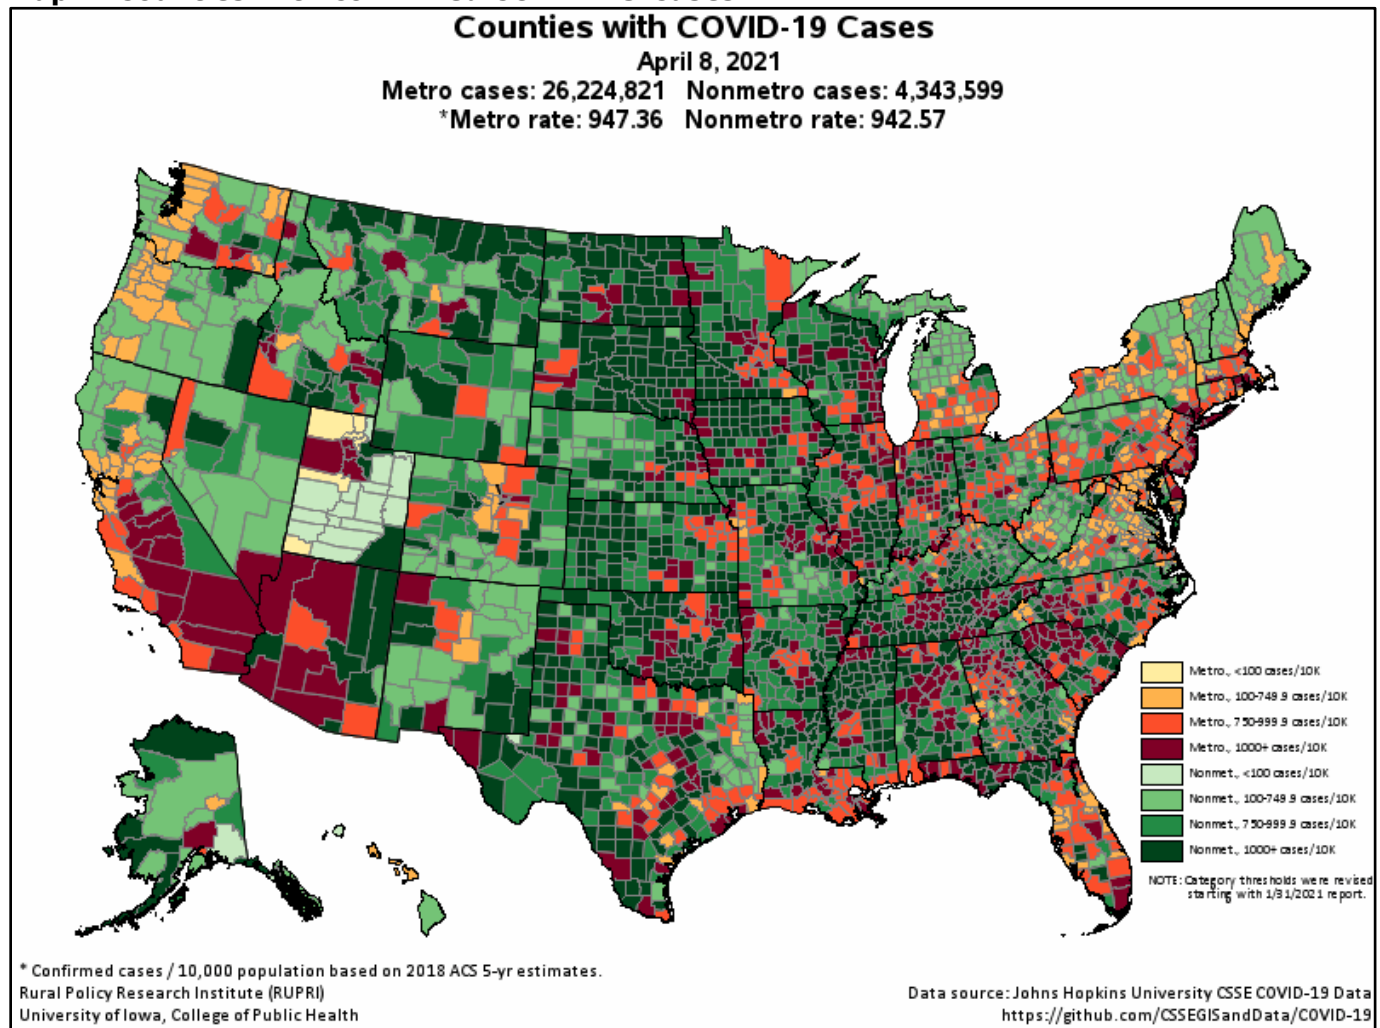 Counties with COVID-19 Cases
April 8, 2021
Metro cases: 26,224,821   Nonmetro cases: 4,343,599
*Metro rate: 947.36   Nonmetro rate: 942.57
Metro., <100 cases/10K
Metro., 100-749.9 cases/10K
Metro., 750-999.9 cases/10K
Metro., 1000+ cases/10K
Nonmet., <100 cases/10K
Nonmet., 100-749.9 cases/10K
Nonmet., 750-999.9 cases/10K
Nonmet., 1000+ cases/10K
NOTE: Category thresholds were revised
starting with 1/31/2021 report.
* Confirmed cases / 10,000 population based on 2018 ACS 5-yr estimates.
Rural Policy Research Institute (RUPRI)
University of Iowa, College of Public Health
Data source: Johns Hopkins University CSSE COVID-19 Data
https://github.com/CSSEGISandData/COVID-19